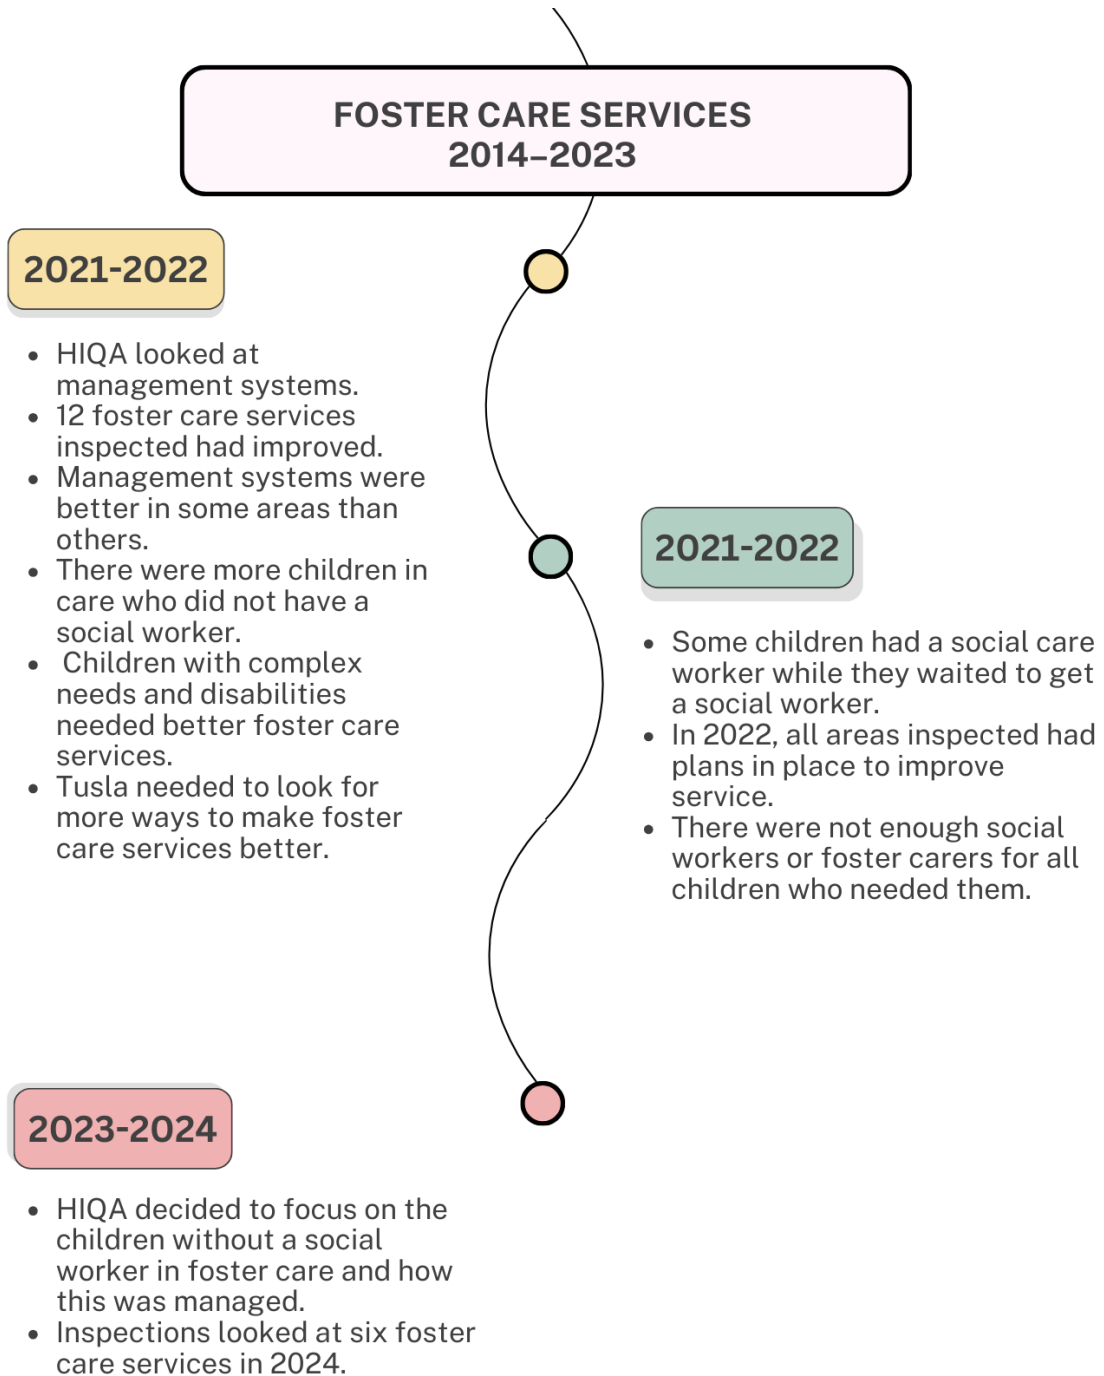 FOSTER CARE SERVICES
2014–2023
2021-2022
• HIQA looked at
management systems.
• 12 foster care services
inspected had improved.
• Management systems were
better in some areas than
others.
• There were more children in
care who did not have a
social worker.
• Children with complex
needs and disabilities
needed better foster care
services.
• Tusla needed to look for
more ways to make foster
care services better.
2021-2022
• Some children had a social care
worker while they waited to get
a social worker.
• In 2022, all areas inspected had
plans in place to improve
service.
• There were not enough social
workers or foster carers for all
children who needed them.
2023-2024
• HIQA decided to focus on the
children without a social
worker in foster care and how
this was managed.
• Inspections looked at six foster
care services in 2024.